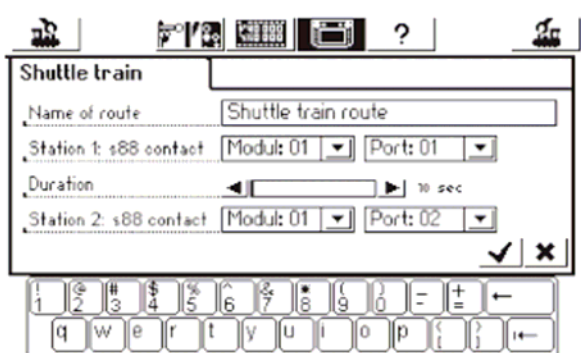 ?
Shuttle train
Name of route Shuttle train route
Station 1: s88 contact Modul: 01 Port: 01
Duration 10 sec
Station 2: s88 contact Modul: 01 Port: 02
! @ # $ % ^ & * ( ) _ +
1 2 3 4 5 6 7 8 9 0 - = ←
q w e r t y u i o p { [ } ]